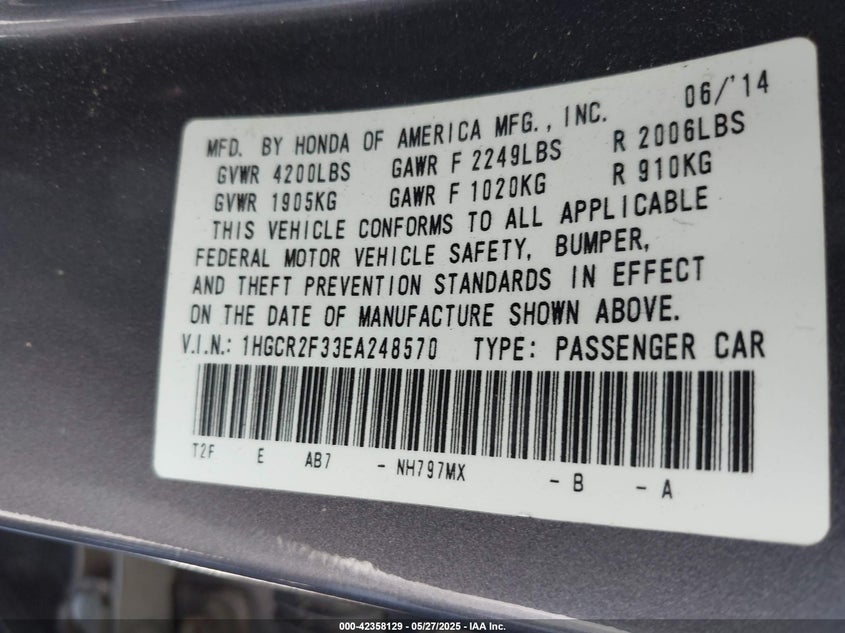 06/'14
MFD. BY HONDA OF AMERICA MFG., INC.
GVWR 4200LBS GAWR F 2249LBS R 2006LBS
GVWR 1905KG GAWR F 1020KG R 910KG
THIS VEHICLE CONFORMS TO ALL APPLICABLE
FEDERAL MOTOR VEHICLE SAFETY, BUMPER,
AND THEFT PREVENTION STANDARDS IN EFFECT
ON THE DATE OF MANUFACTURE SHOWN ABOVE.
V.I.N.: 1HGCR2F33EA248570 TYPE: PASSENGER CAR
T2F E AB7 - NH797MX - B - A
000-42358129 - 05/27/2025 - IAA Inc.